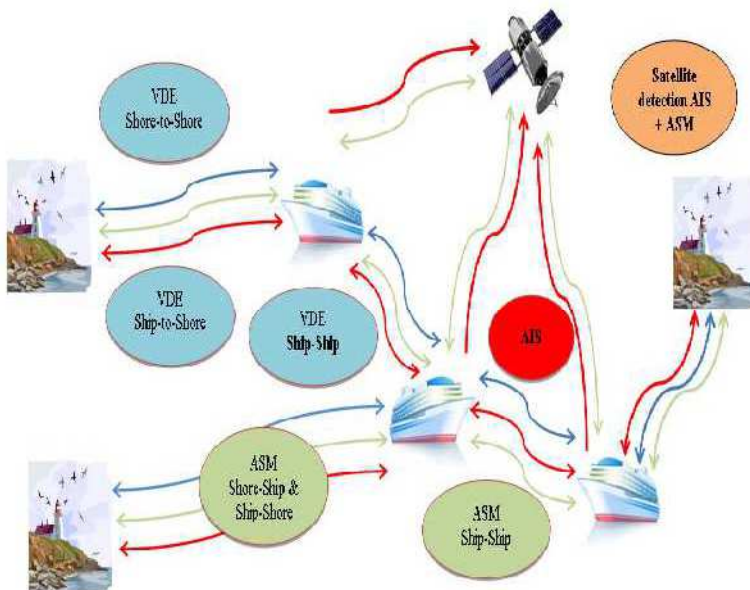 VDE
Shore-to-Shore
Satellite
detection AIS
+ ASM
VDE
Ship-to-Shore
VDE
Ship-Ship
AIS
ASM
Shore-Ship &
Ship-Shore
ASM
Ship-Ship